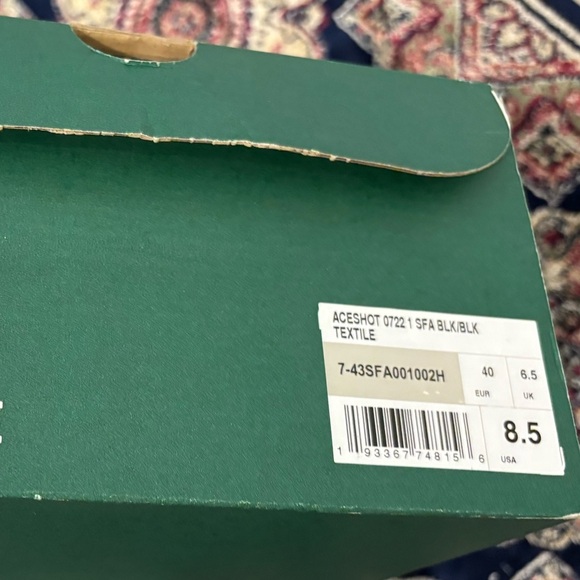 ACESHOT 0722 1 SFA BLK/BLK
TEXTILE
7-43SFA001002H
40
EUR
6.5
UK
1 93367 74815 6
8.5
USA